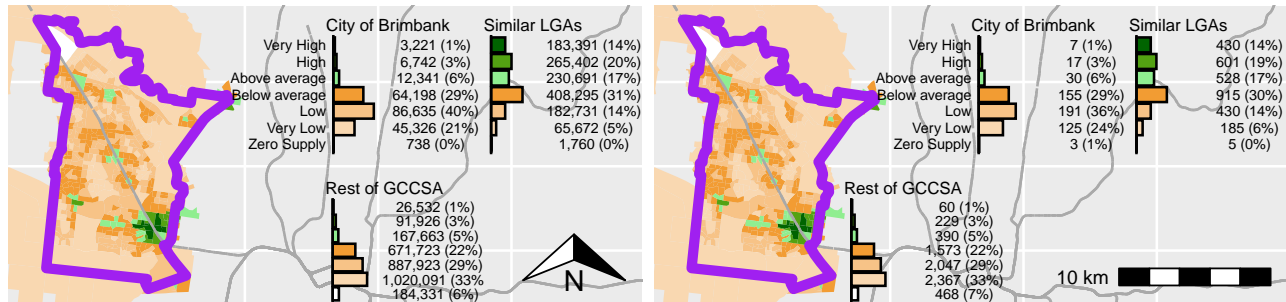 City of Brimbank Similar LGAs
Very High 3,221 (1%) 183,391 (14%)
High 6,742 (3%) 265,402 (20%)
Above average 12,341 (6%) 230,691 (17%)
Below average 64,198 (29%) 408,295 (31%)
Low 86,635 (40%) 182,731 (14%)
Very Low 45,326 (21%) 65,672 (5%)
Zero Supply 738 (0%) 1,760 (0%)
Rest of GCCSA
26,532 (1%)
91,926 (3%)
167,663 (5%)
671,723 (22%)
887,923 (29%)
1,020,091 (33%
184,331 (6%)
N
City of Brimbank Similar LGAs
Very High 7 (1%) 430 (14%)
High 17 (3%) 601 (19%)
Above average 30 (6%) 528 (17%)
Below average 155 (29%) 915 (30%)
Low 191 (36%) 430 (14%)
Very Low 125 (24%) 185 (6%)
Zero Supply 3 (1%) 5 (0%)
Rest of GCCSA
60 (1%)
229 (3%)
390 (5%)
1,573 (22%)
2,047 (29%)
2,367 (33%)
468 (7%)
10 km